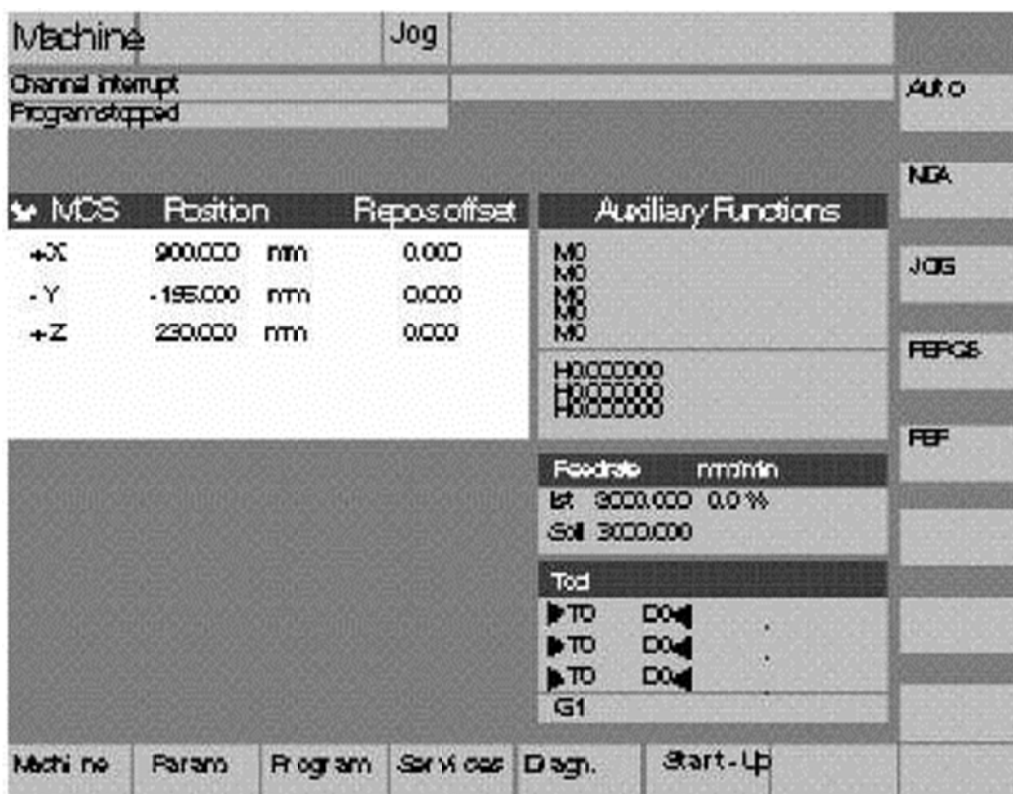 Machine Jog
Channel interrupt
Program stopped
Auto
MDA
MCS Position Repos offset
Auxiliary Functions
+X 900.000 mm 0.000
-Y -195.000 mm 0.000
+Z 230.000 mm 0.000
M0
M0
M0
M0
M0
JOG
REPOS
H0.000000
H0.000000
H0.000000
REF
Feedrate mm/min
Ist 3000.000 0.0 %
Soll 3000.000
Tool
T0 D0
T0 D0
T0 D0
G1
Machine Param Program Services Diagn. Start-Up